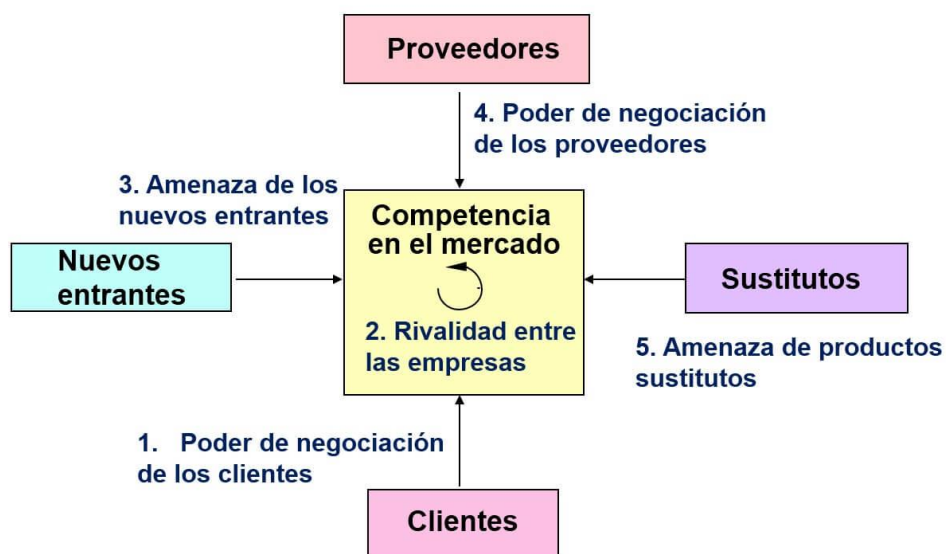 Proveedores
4. Poder de negociación
de los proveedores
3. Amenaza de los
nuevos entrantes
Competencia
en el mercado
Nuevos
entrantes
2. Rivalidad entre
las empresas
Sustitutos
5. Amenaza de productos
sustitutos
1. Poder de negociación
de los clientes
Clientes